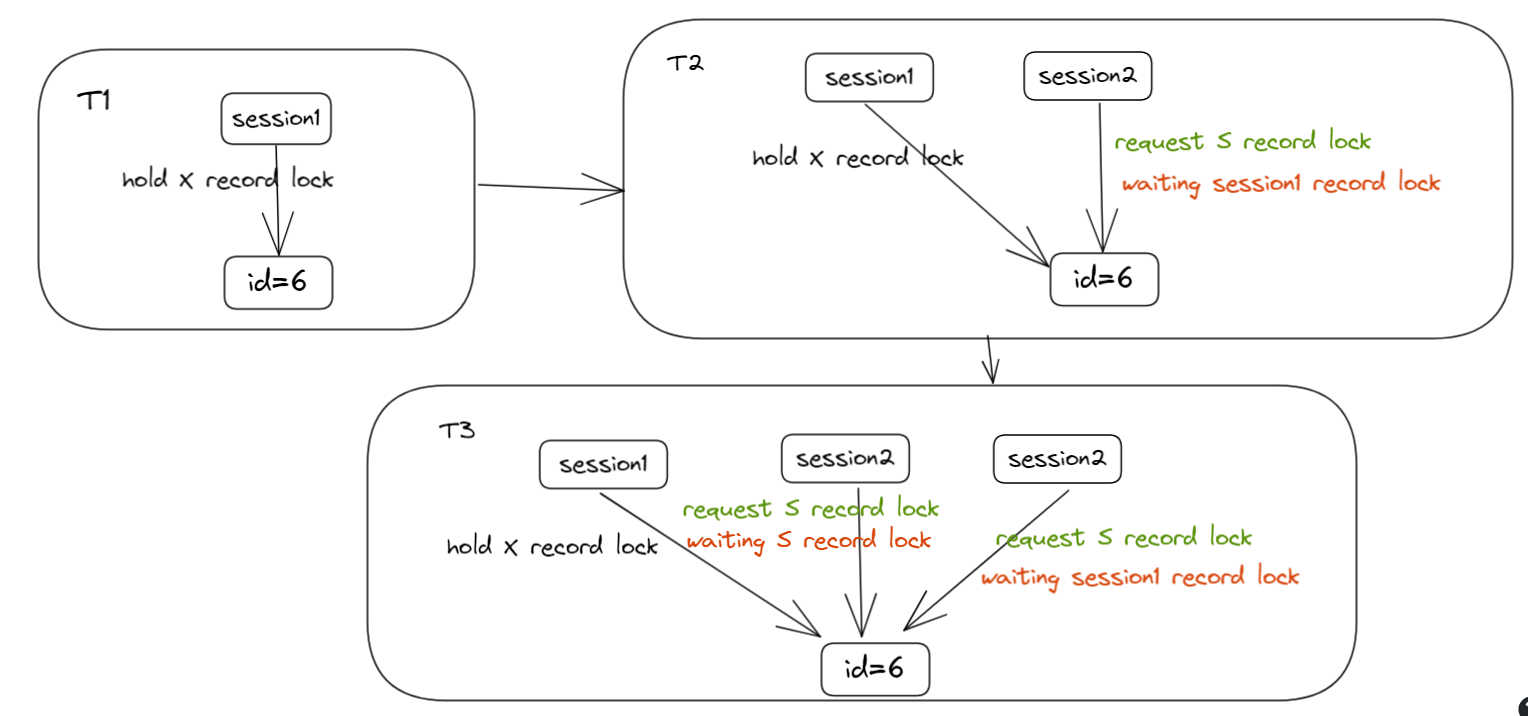 T1
session1
hold X record lock
id=6
T2
session1
session2
hold X record lock
request S record lock
waiting session1 record lock
id=6
T3
session1
session2
session2
request S record lock
waiting S record lock
hold X record lock
request S record lock
waiting session1 record lock
id=6